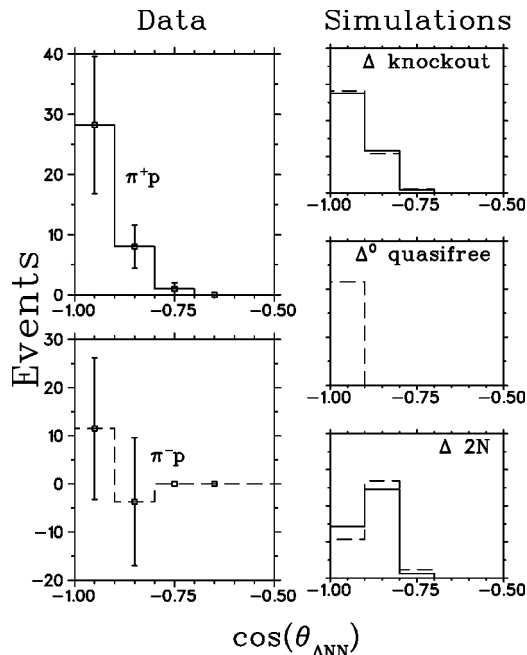 Data
Simulations
40
30
20
10
0
-1.00
-0.75
-0.50
π⁺p
30
20
10
0
-10
-20
-1.00
-0.75
-0.50
π⁻p
Events
cos(θ_ΛNN)
Δ knockout
-1.00
-0.75
-0.50
Δ⁰ quasifree
-1.00
-0.75
-0.50
Δ 2N
-1.00
-0.75
-0.50